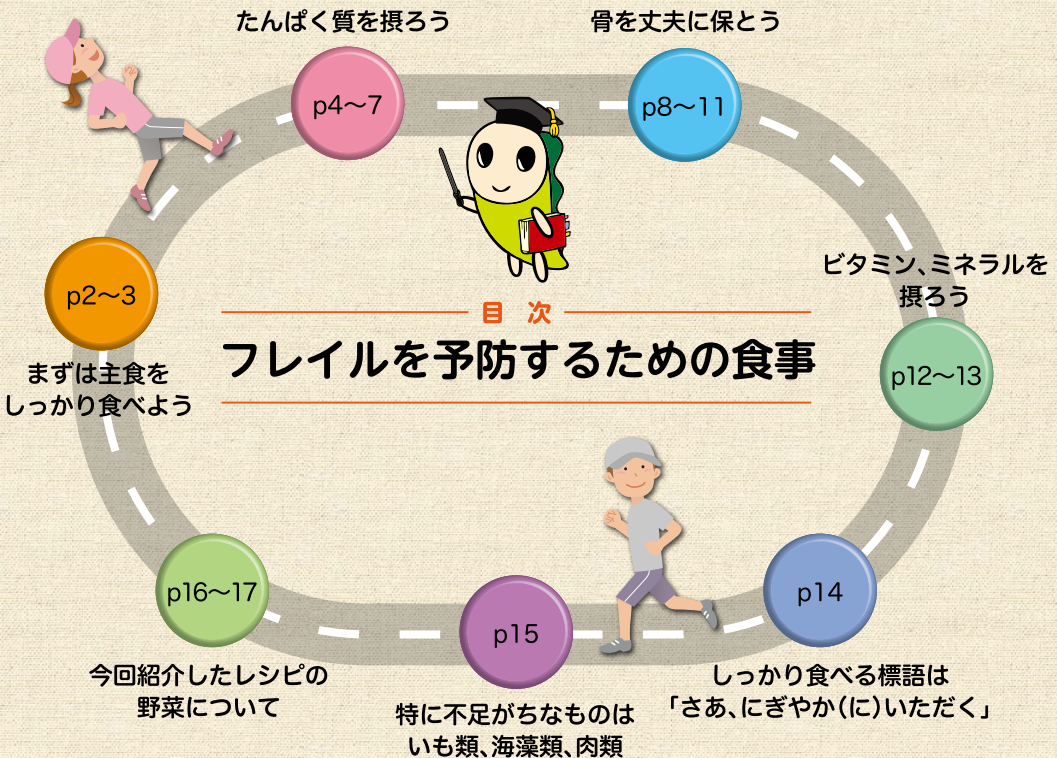 目 次
フレイルを予防するための食事
p2〜3
まずは主食を
しっかり食べよう
たんぱく質を摂ろう
p4〜7
骨を丈夫に保とう
p8〜11
ビタミン、ミネラルを
摂ろう
p12〜13
p14
しっかり食べる標語は
「さあ、にぎやか(に)いただく」
p15
特に不足がちなものは
いも類、海藻類、肉類
p16〜17
今回紹介したレシピの
野菜について